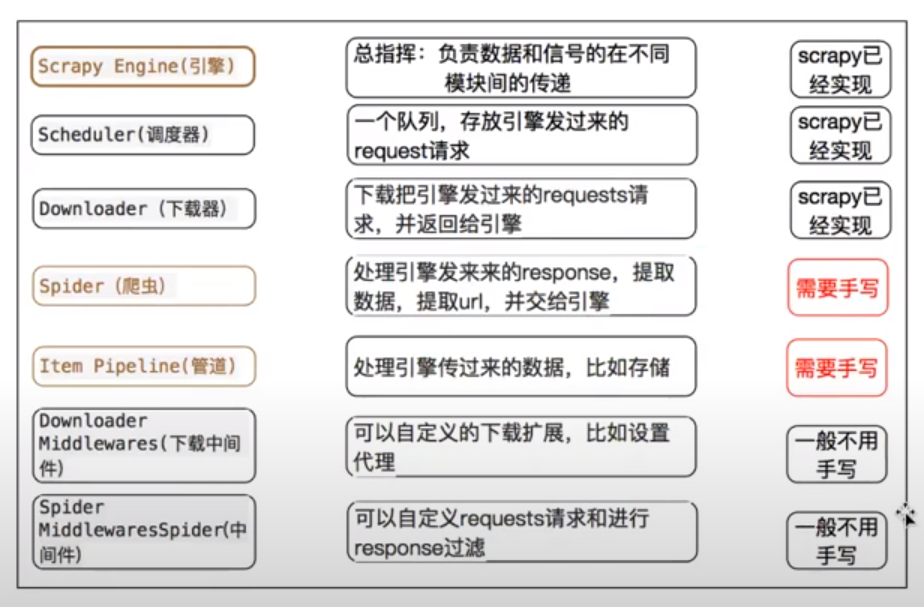 Scrapy Engine(引擎)
总指挥：负责数据和信号的在不同
模块间的传递
scrapy已
经实现
Scheduler(调度器)
一个队列，存放引擎发过来的
request请求
scrapy已
经实现
Downloader（下载器）
下载把引擎发过来的requests请
求，并返回给引擎
scrapy已
经实现
Spider（爬虫）
处理引擎发来来的response，提取
数据，提取url，并交给引擎
需要手写
Item Pipeline(管道)
处理引擎传过来的数据，比如存储
需要手写
Downloader
Middlewares(下载中间
件)
可以自定义的下载扩展，比如设置
代理
一般不用
手写
Spider
MiddlewaresSpider(中
间件)
可以自定义requests请求和进行
response过滤
一般不用
手写